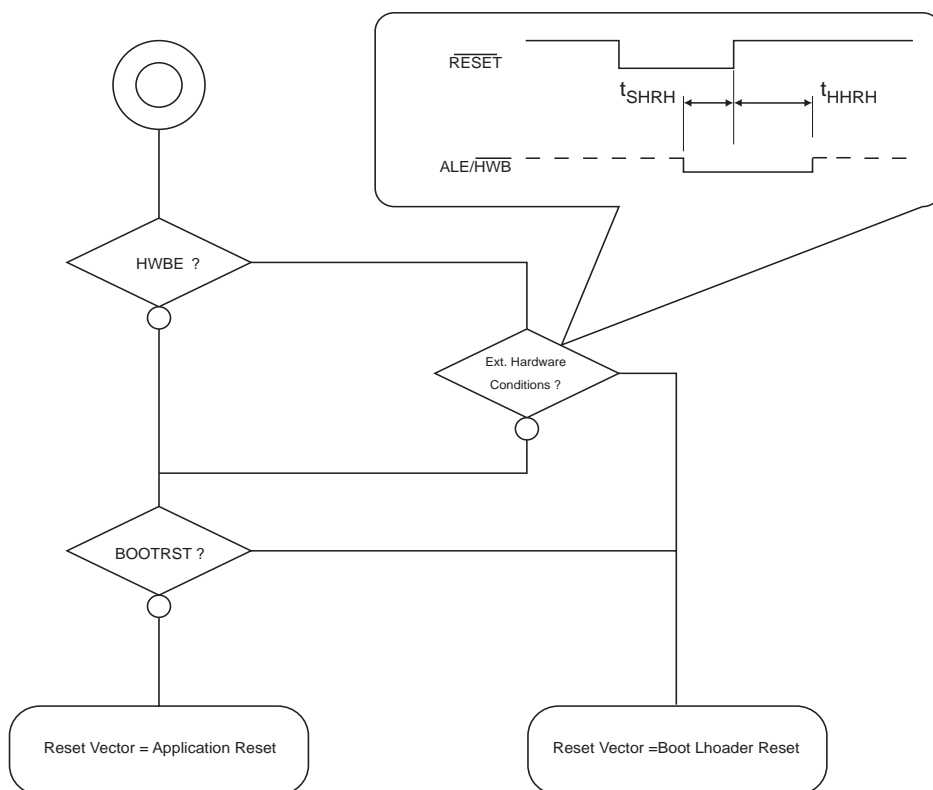 RESET
tSHRH
tHHRH
ALE/HWB
HWBE ?
Ext. Hardware
Conditions ?
BOOTRST ?
Reset Vector = Application Reset
Reset Vector =Boot Lhoader Reset